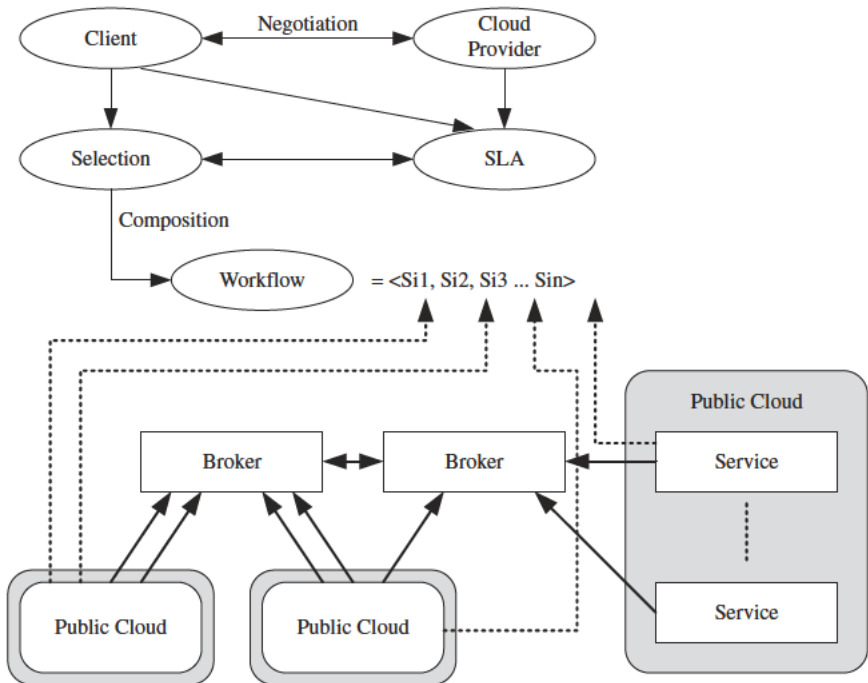 Client
Negotiation
Cloud
Provider
Selection
SLA
Composition
Workflow
= <Si1, Si2, Si3 ... Sin>
Public Cloud
Broker
Broker
Service
Public Cloud
Public Cloud
Service